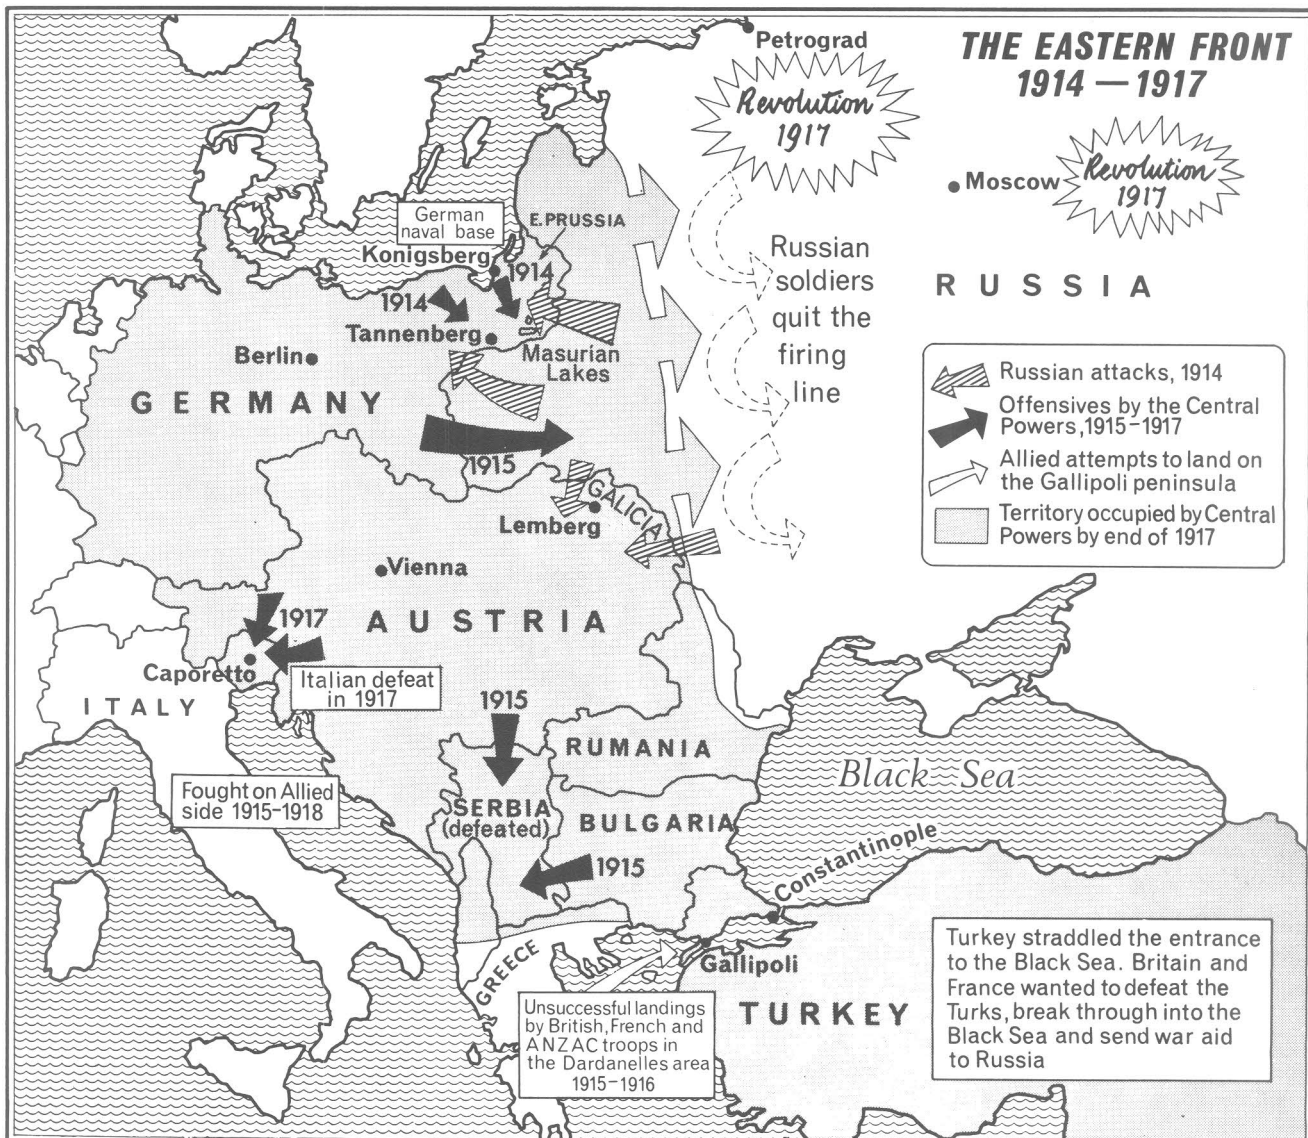 THE EASTERN FRONT
1914 — 1917
Petrograd
Revolution
1917
Moscow
Revolution
1917
RUSSIA
Russian
soldiers
quit the
firing
line
German
naval base
E.PRUSSIA
Konigsberg
1914
1914
Tannenberg
Masurian
Lakes
Berlin
GERMANY
1915
GALICIA
Lemberg
Vienna
AUSTRIA
1917
Caporetto
Italian defeat
in 1917
ITALY
Fought on Allied
side 1915-1918
1915
RUMANIA
SERBIA
(defeated)
BULGARIA
1915
Black Sea
Constantinople
GREECE
Gallipoli
TURKEY
Unsuccessful landings
by British, French and
ANZAC troops in
the Dardanelles area
1915-1916
Russian attacks, 1914
Offensives by the Central
Powers, 1915-1917
Allied attempts to land on
the Gallipoli peninsula
Territory occupied by Central
Powers by end of 1917
Turkey straddled the entrance
to the Black Sea. Britain and
France wanted to defeat the
Turks, break through into the
Black Sea and send war aid
to Russia